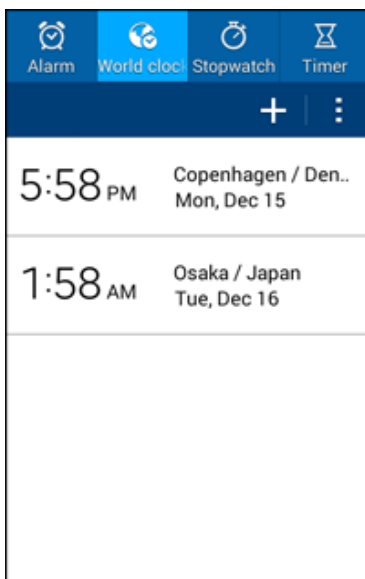 Alarm World clock Stopwatch Timer
5:58 PM
Copenhagen / Den..
Mon, Dec 15
1:58 AM
Osaka / Japan
Tue, Dec 16